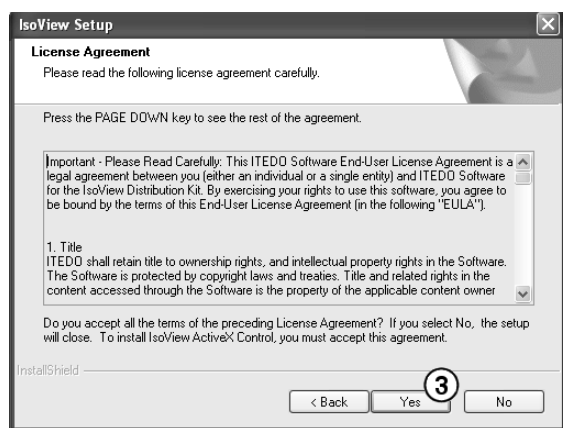 IsoView Setup
License Agreement
Please read the following license agreement carefully.
Press the PAGE DOWN key to see the rest of the agreement.
Important - Please Read Carefully: This ITEDO Software End-User License Agreement is a
legal agreement between you (either an individual or a single entity) and ITEDO Software
for the IsoView Distribution Kit. By exercising your rights to use this software, you agree to
be bound by the terms of this End-User License Agreement (in the following "EULA").
1. Title
ITEDO shall retain title to ownership rights, and intellectual property rights in the Software.
The Software is protected by copyright laws and treaties. Title and related rights in the
content accessed through the Software is the property of the applicable content owner
Do you accept all the terms of the preceding License Agreement? If you select No, the setup
will close. To install IsoView ActiveX Control, you must accept this agreement.
InstallShield
3
< Back Yes No